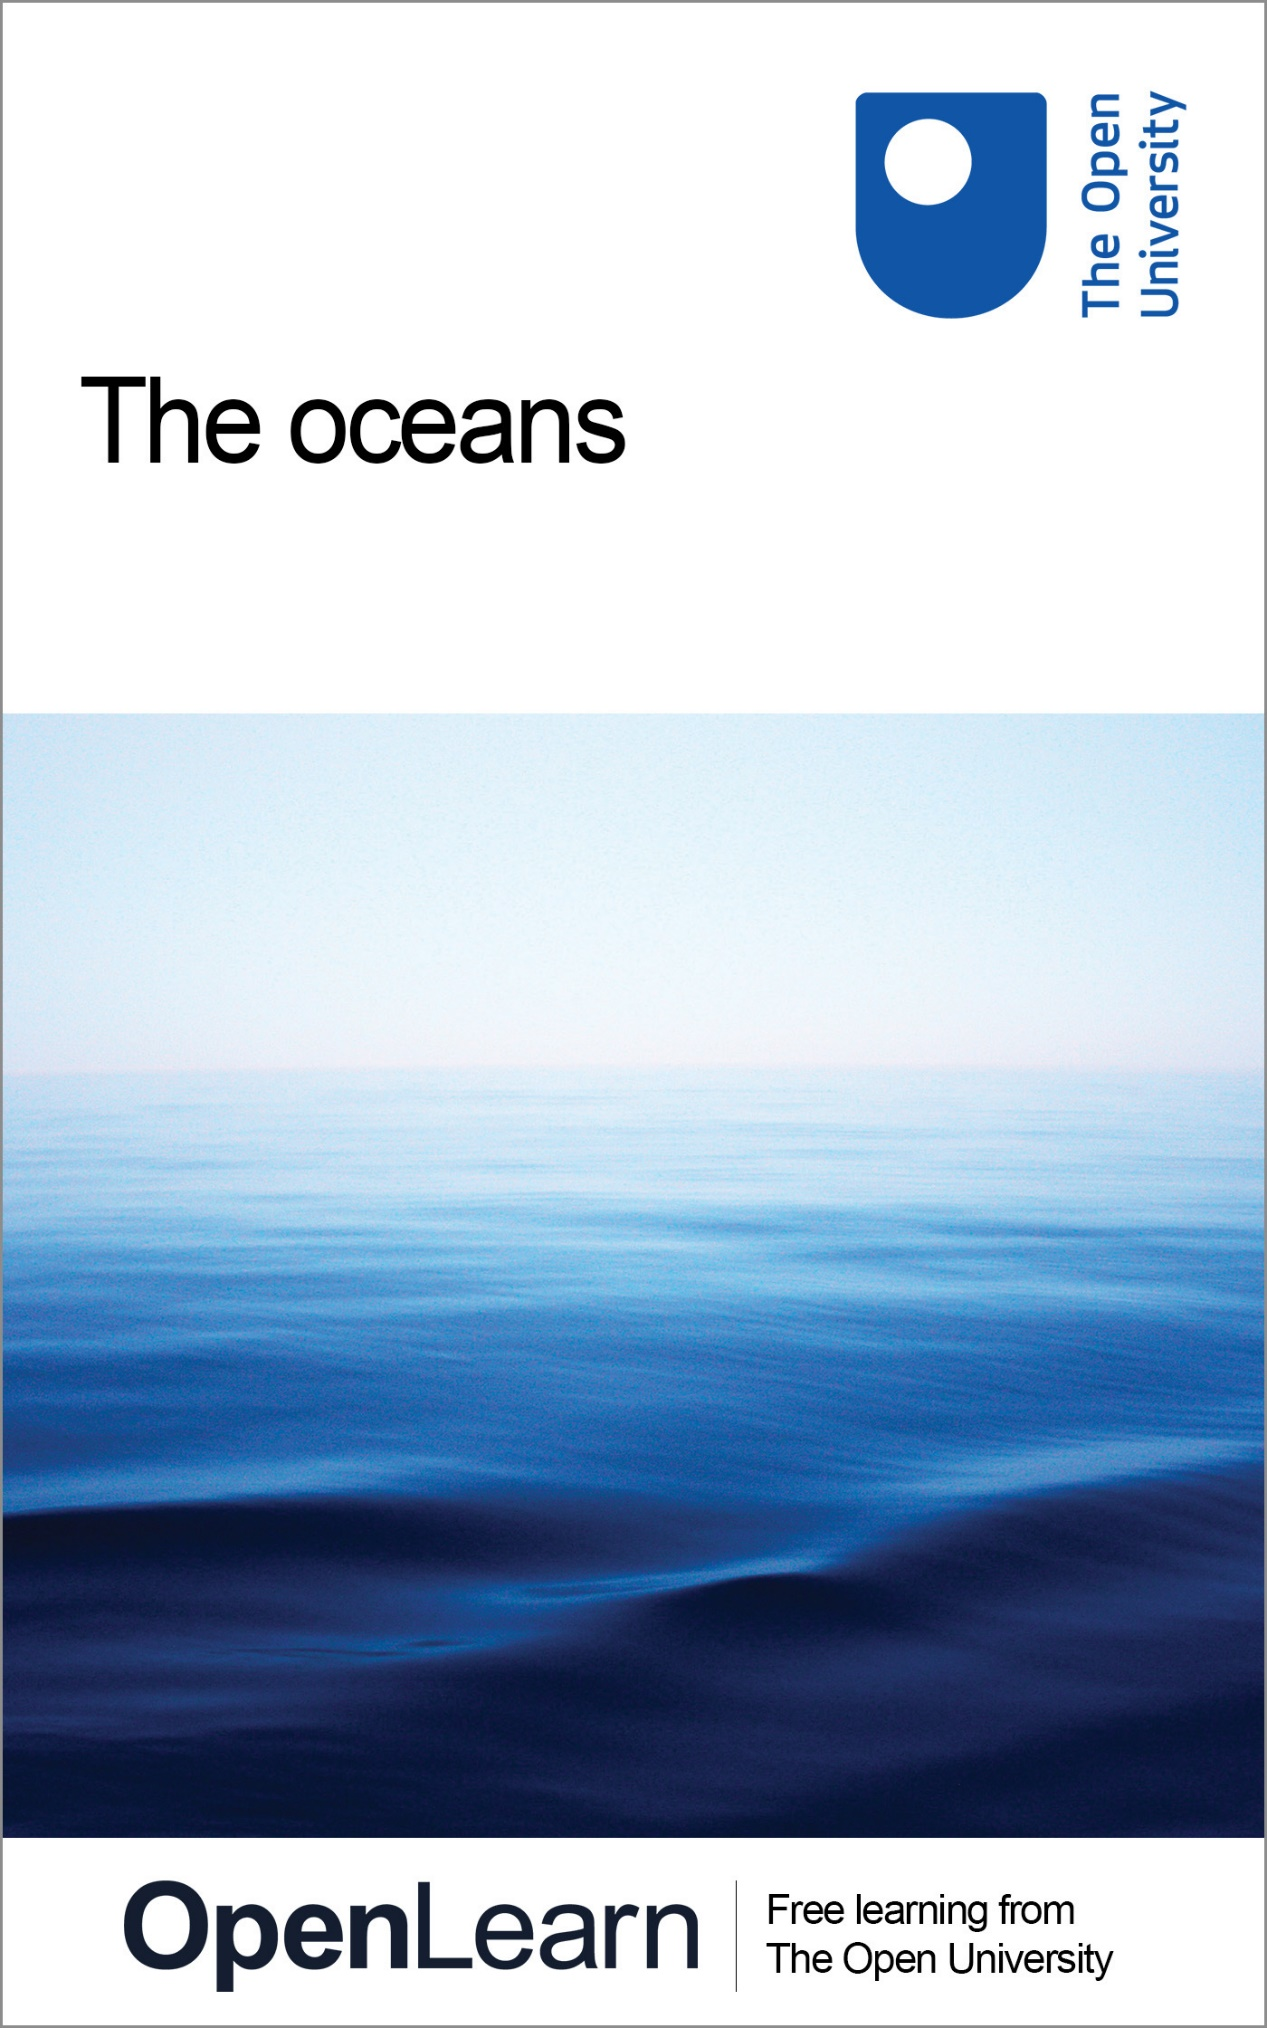 The Open
University
The oceans
OpenLearn
Free learning from
The Open University